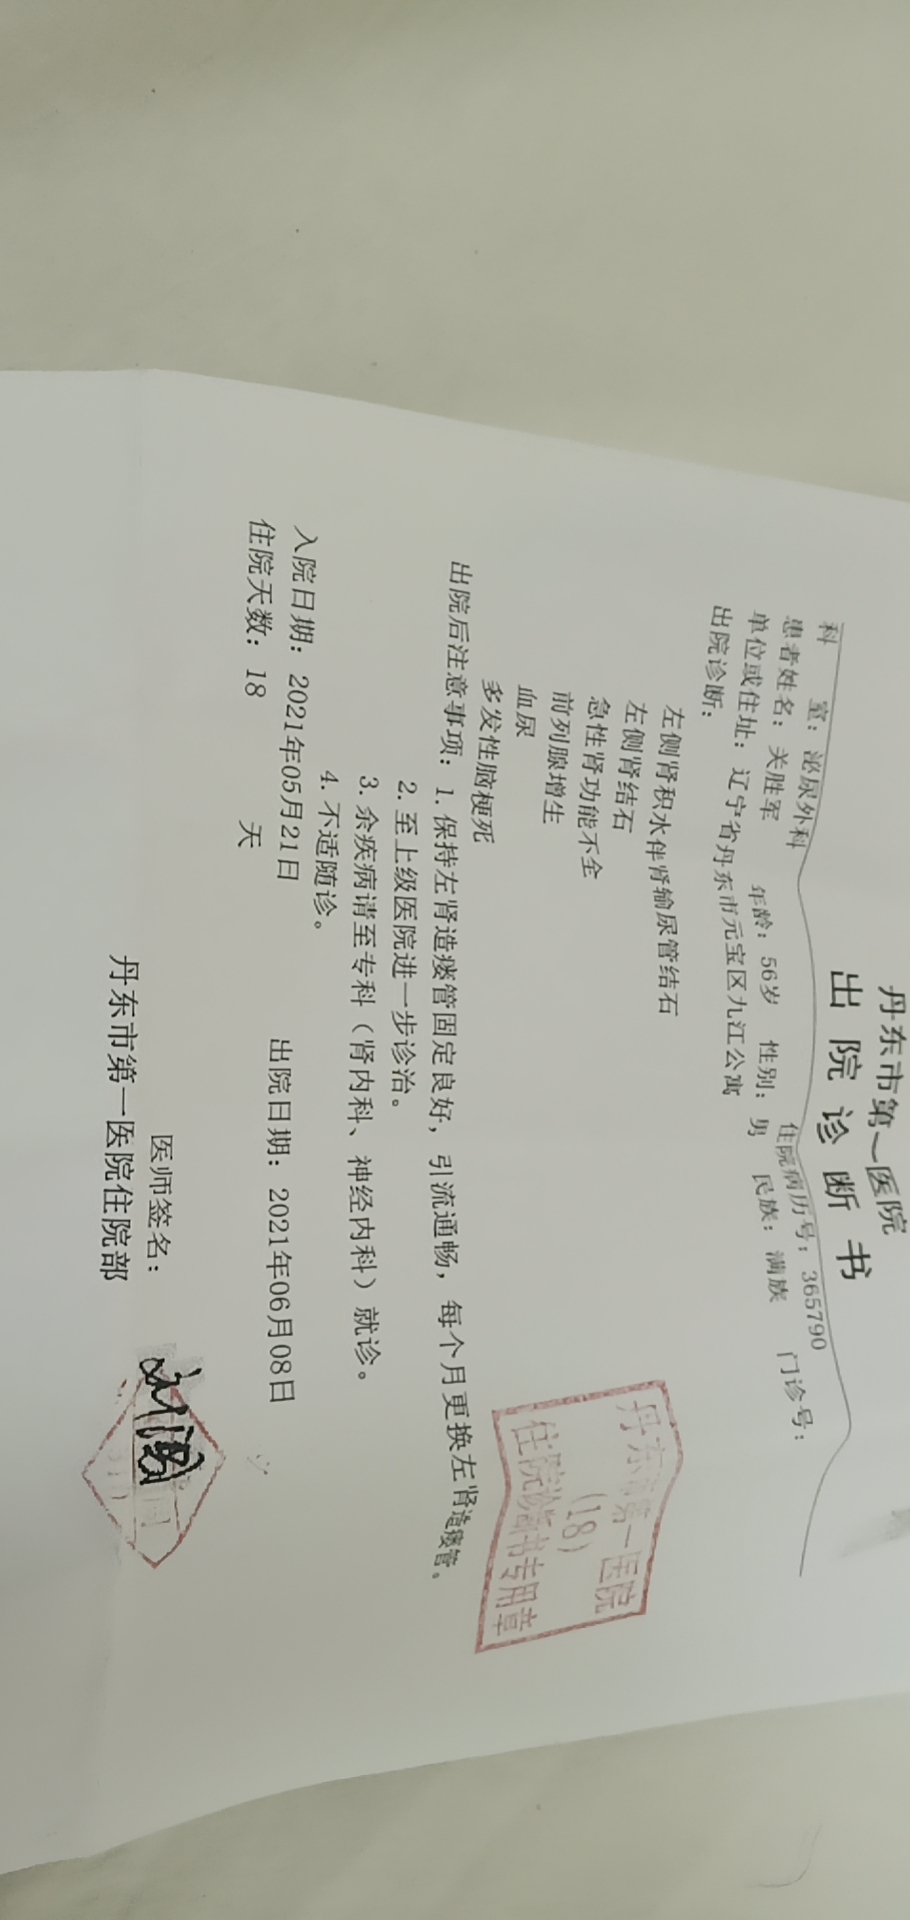 丹东市第一医院
出院诊断书
住院病历号：365790
科 室：泌尿外科
患者姓名：关胜军 年龄：56岁 性别：男 民族：满族 门诊号：
单位或住址：辽宁省丹东市元宝区九江公寓
出院诊断：
左侧肾积水伴肾输尿管结石
左侧肾结石
急性肾功能不全
前列腺增生
血尿
多发性脑梗死
丹东市第一医院
(18)
住院诊断书专用章
出院后注意事项：1. 保持左肾造瘘管固定良好，引流通畅，每个月更换左肾造瘘管。
2. 至上级医院进一步诊治。
3. 余疾病请至专科（肾内科、神经内科）就诊。
4. 不适随诊。
入院日期：2021年05月21日 出院日期：2021年06月08日
住院天数：18 天
医师签名：
丹东市第一医院住院部